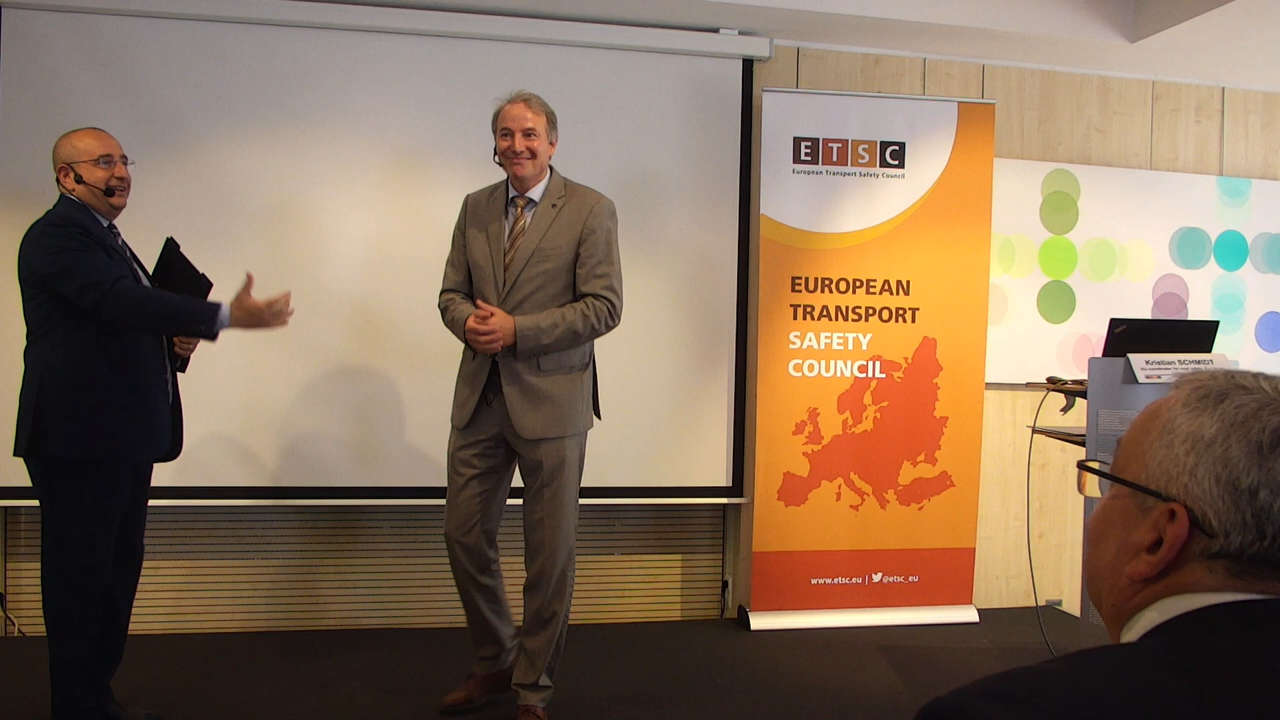 ETSC
European Transport Safety Council
EUROPEAN
TRANSPORT
SAFETY
COUNCIL
www.etsc.eu | @etsc_eu
Kristian SCHMIDT